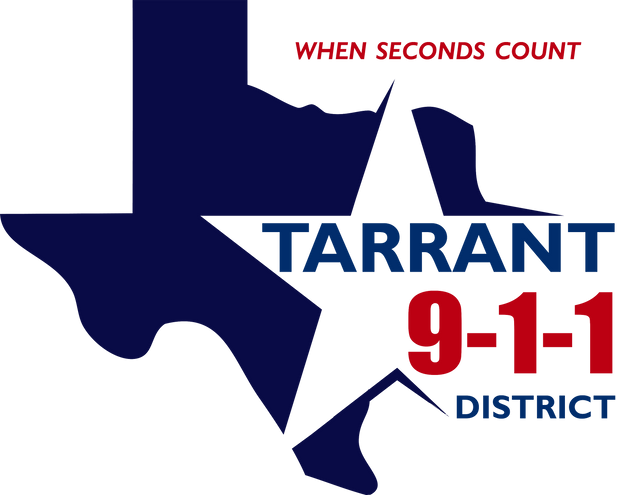 WHEN SECONDS COUNT
TARRANT
9-1-1
DISTRICT